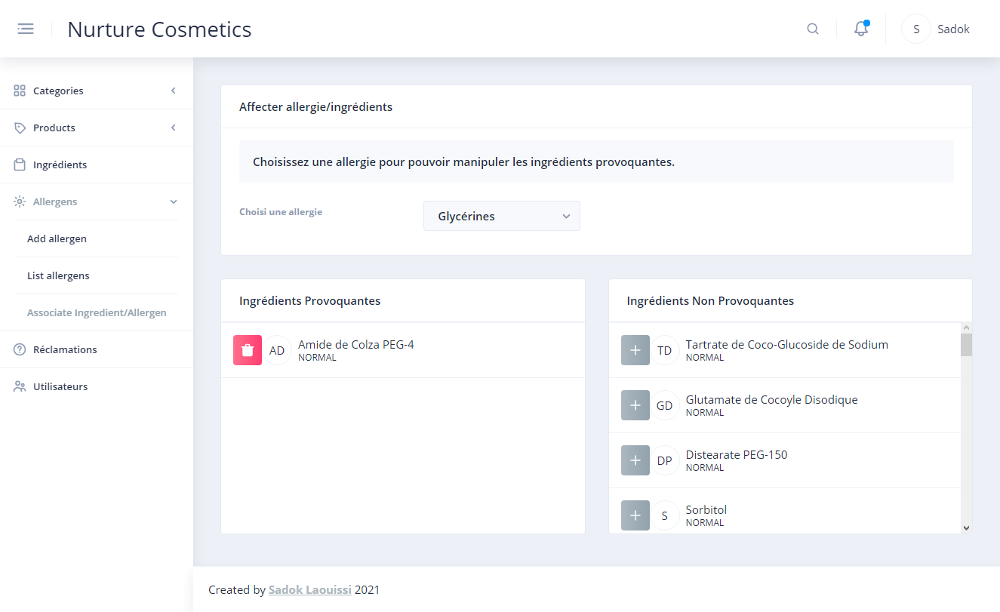 Nurture Cosmetics
S
Sadok
Categories
Products
Ingrédients
Allergens
Add allergen
List allergens
Associate Ingredient/Allergen
Réclamations
Utilisateurs
Affecter allergie/ingrédients
Choisissez une allergie pour pouvoir manipuler les ingrédients provoquantes.
Choisi une allergie
Glycérines
Ingrédients Provoquantes
AD
Amide de Colza PEG-4
NORMAL
Ingrédients Non Provoquantes
TD
Tartrate de Coco-Glucoside de Sodium
NORMAL
GD
Glutamate de Cocoyle Disodique
NORMAL
DP
Distearate PEG-150
NORMAL
S
Sorbitol
NORMAL
Created by Sadok Laouissi 2021